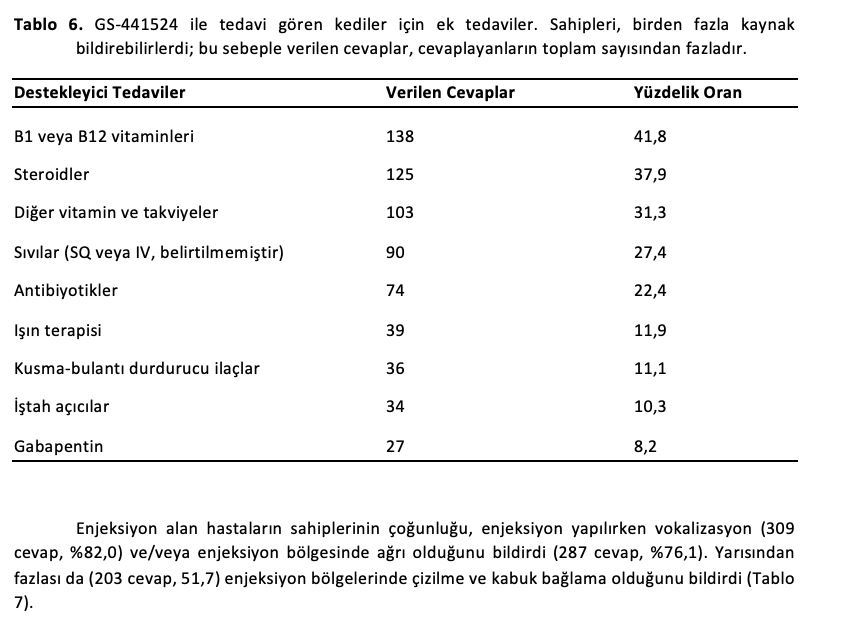 Tablo 6. GS-441524 ile tedavi gören kediler için ek tedaviler. Sahipleri, birden fazla kaynak
bildirebilirlerdi; bu sebeple verilen cevaplar, cevaplayanların toplam sayısından fazladır.
Destekleyici Tedaviler Verilen Cevaplar Yüzdelik Oran
B1 veya B12 vitaminleri 138 41,8
Steroidler 125 37,9
Diğer vitamin ve takviyeler 103 31,3
Sıvılar (SQ veya IV, belirtilmemiştir) 90 27,4
Antibiyotikler 74 22,4
Işın terapisi 39 11,9
Kusma-bulantı durdurucu ilaçlar 36 11,1
İştah açıcılar 34 10,3
Gabapentin 27 8,2
Enjeksiyon alan hastaların sahiplerinin çoğunluğu, enjeksiyon yapılırken vokalizasyon (309
cevap, %82,0) ve/veya enjeksiyon bölgesinde ağrı olduğunu bildirdi (287 cevap, %76,1). Yarısından
fazlası da (203 cevap, 51,7) enjeksiyon bölgelerinde çizilme ve kabuk bağlama olduğunu bildirdi (Tablo
7).